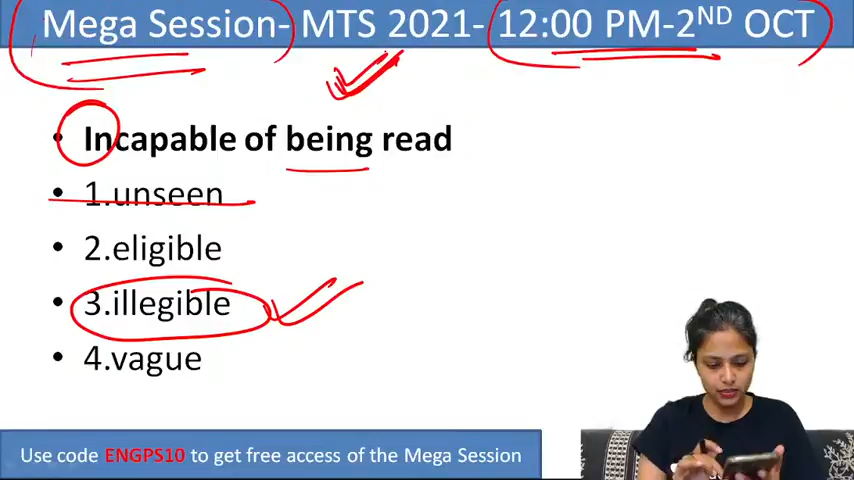 Mega Session- MTS 2021- 12:00 PM-2ND OCT
• Incapable of being read
• 1.unseen
• 2.eligible
• 3.illegible
• 4.vague
Use code ENGPS10 to get free access of the Mega Session